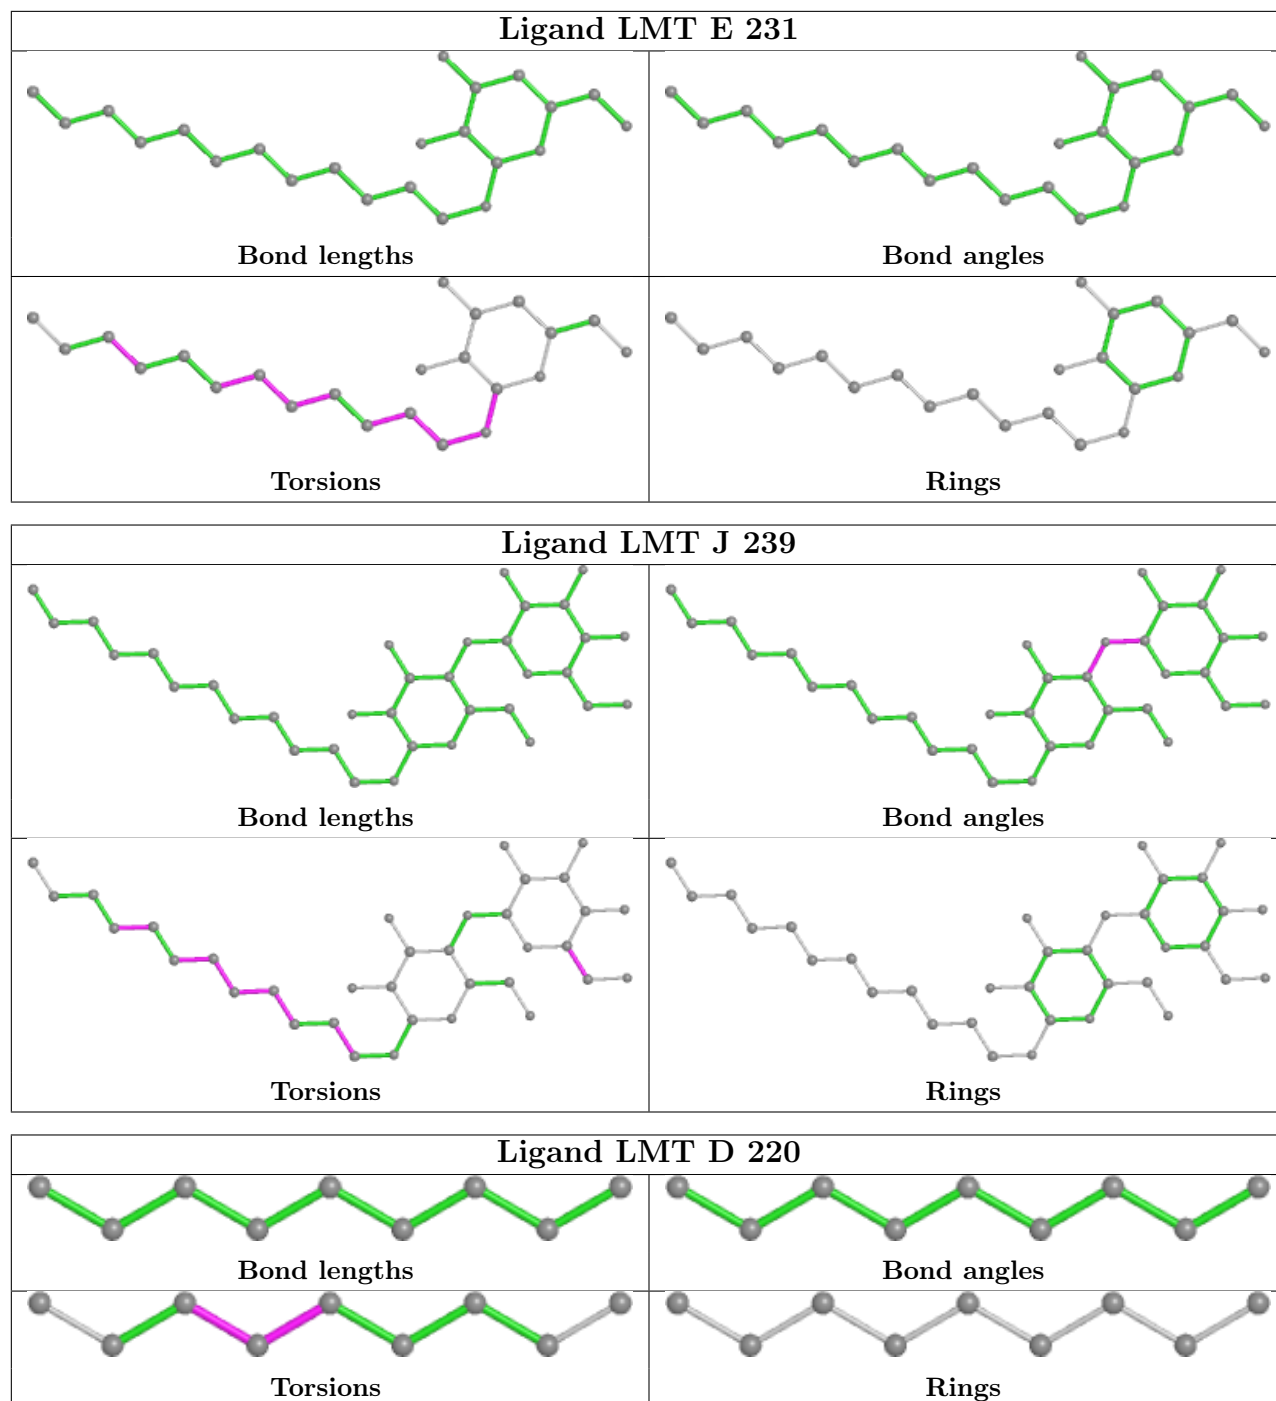 Ligand LMT E 231
Bond lengths
Bond angles
Torsions
Rings
Ligand LMT J 239
Bond lengths
Bond angles
Torsions
Rings
Ligand LMT D 220
Bond lengths
Bond angles
Torsions
Rings